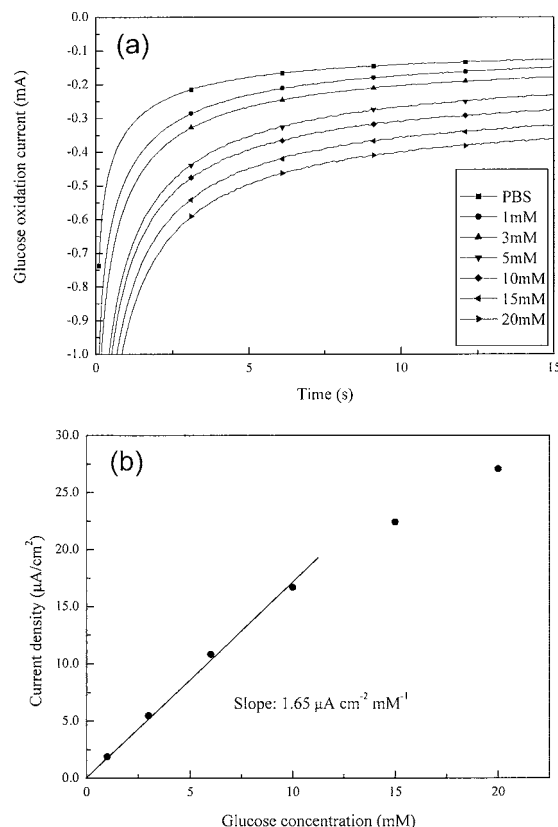 (a)
Glucose oxidation current (mA)
0.0
-0.1
-0.2
-0.3
-0.4
-0.5
-0.6
-0.7
-0.8
-0.9
-1.0
PBS
1mM
3mM
5mM
10mM
15mM
20mM
0
5
10
15
Time (s)
(b)
Current density (μA/cm²)
30.0
25.0
20.0
15.0
10.0
5.0
0.0
Slope: 1.65 μA cm⁻² mM⁻¹
0
5
10
15
20
Glucose concentration (mM)